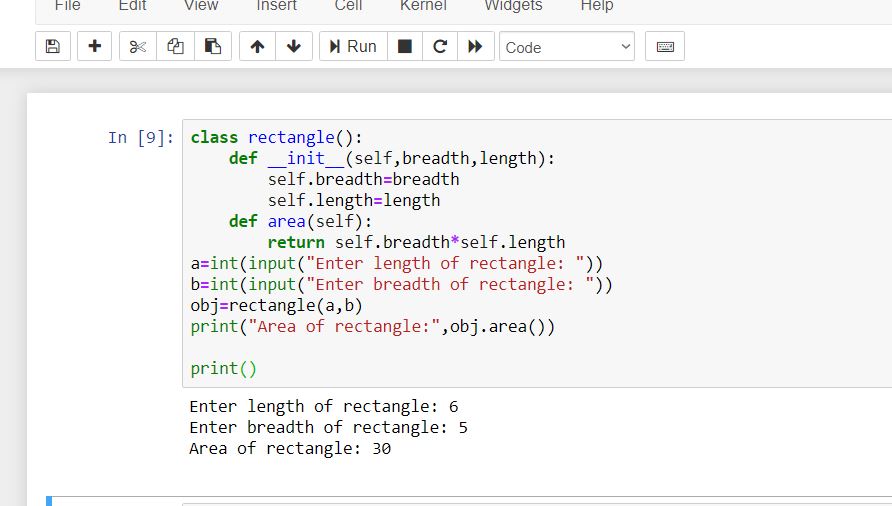 File Edit View Insert Cell Kernel Widgets Help
Run Code
In [9]: class rectangle():
    def __init__(self,breadth,length):
        self.breadth=breadth
        self.length=length
    def area(self):
        return self.breadth*self.length
a=int(input("Enter length of rectangle: "))
b=int(input("Enter breadth of rectangle: "))
obj=rectangle(a,b)
print("Area of rectangle:",obj.area())
print()
Enter length of rectangle: 6
Enter breadth of rectangle: 5
Area of rectangle: 30